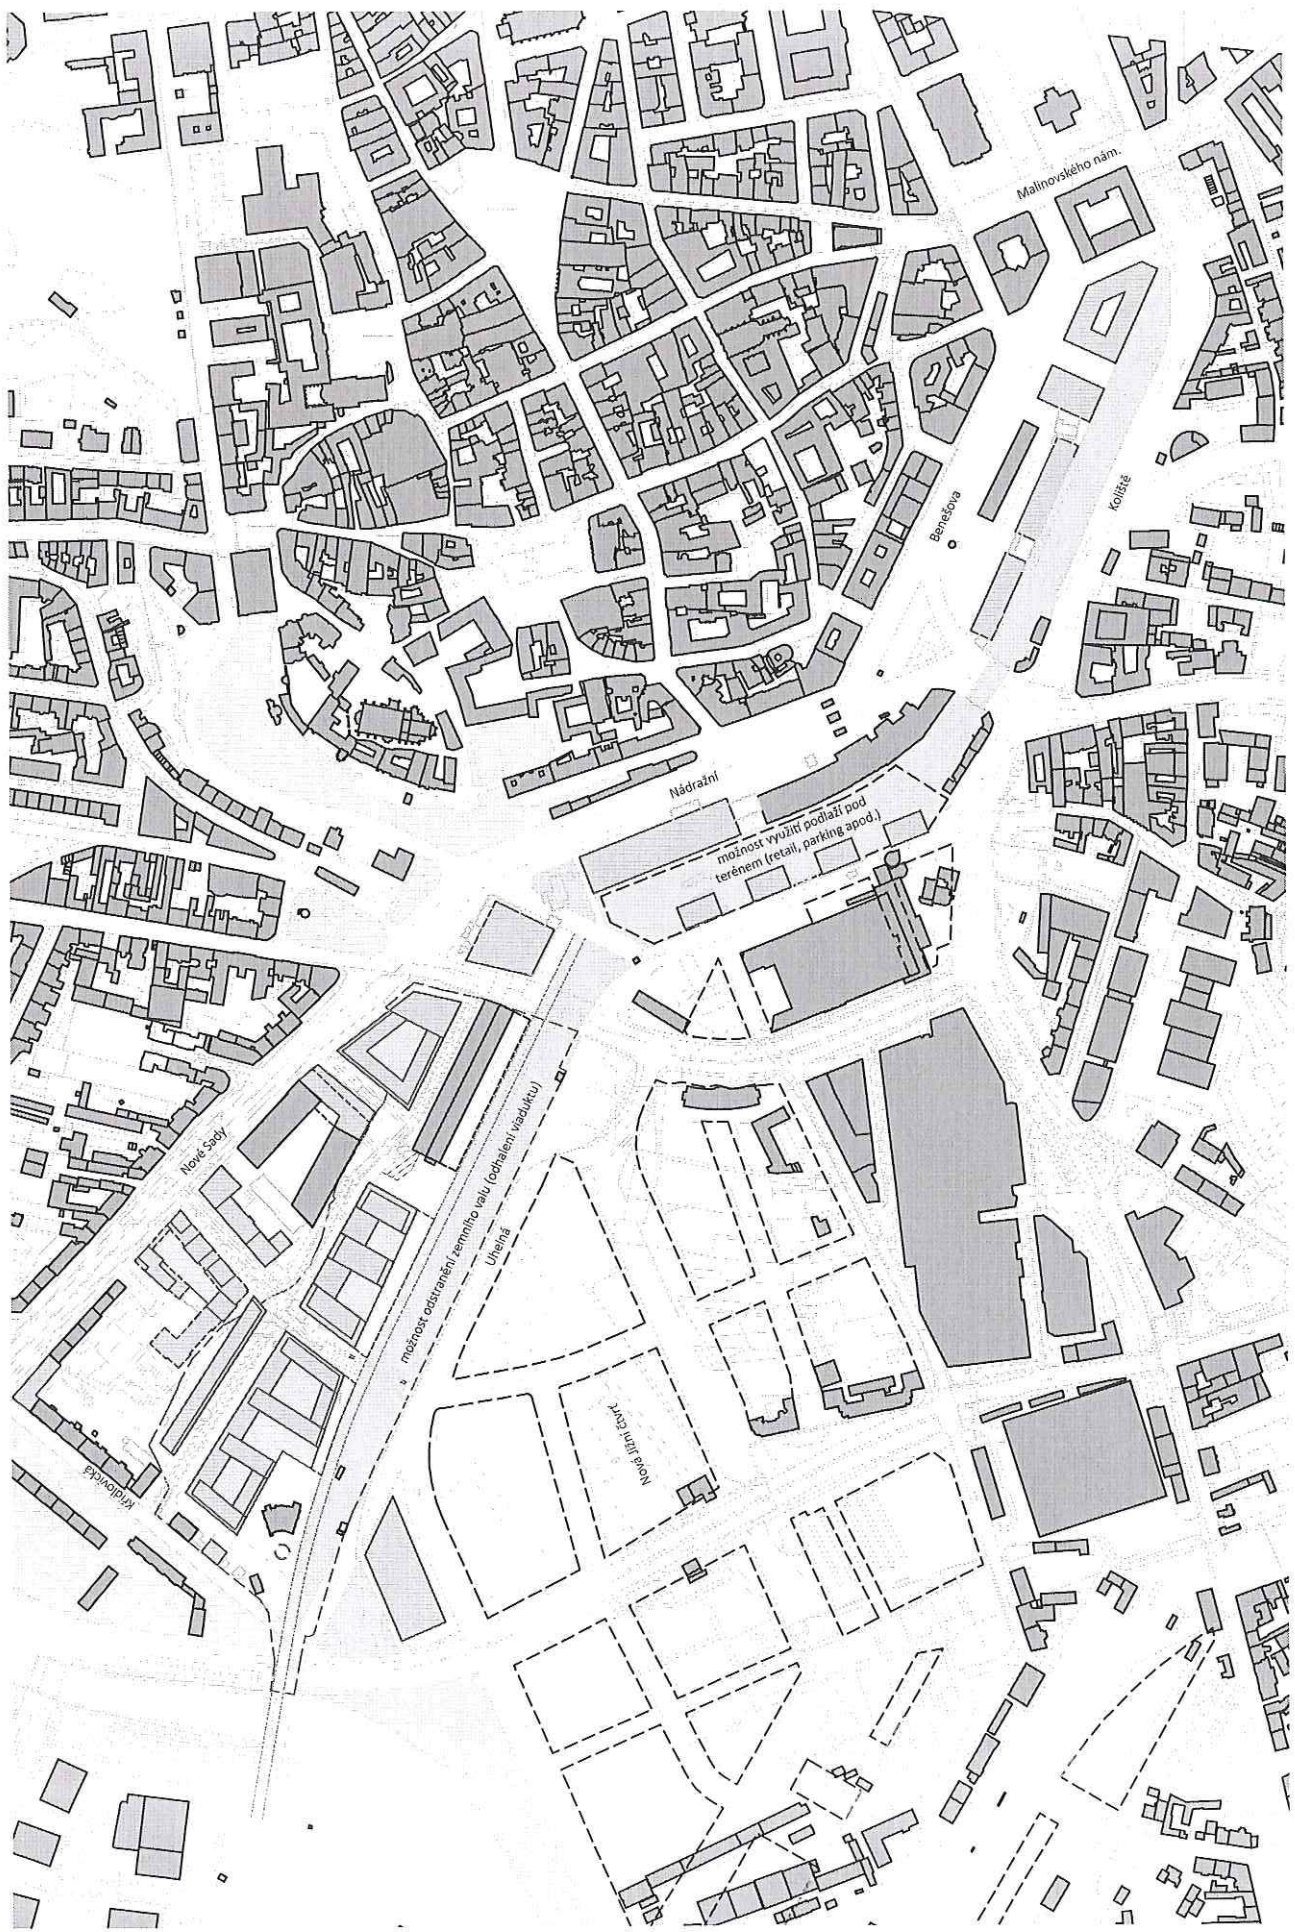 Malinovského nám.
Koliště
Benešova
Nádražní
možnost využití podlaží pod
terénem (retail, parking apod.)
Nové Sady
možnost odstranění zemního valu (odhalení viaduktu)
Uhelná
Nová Jižní čtvrť
Křídlovická